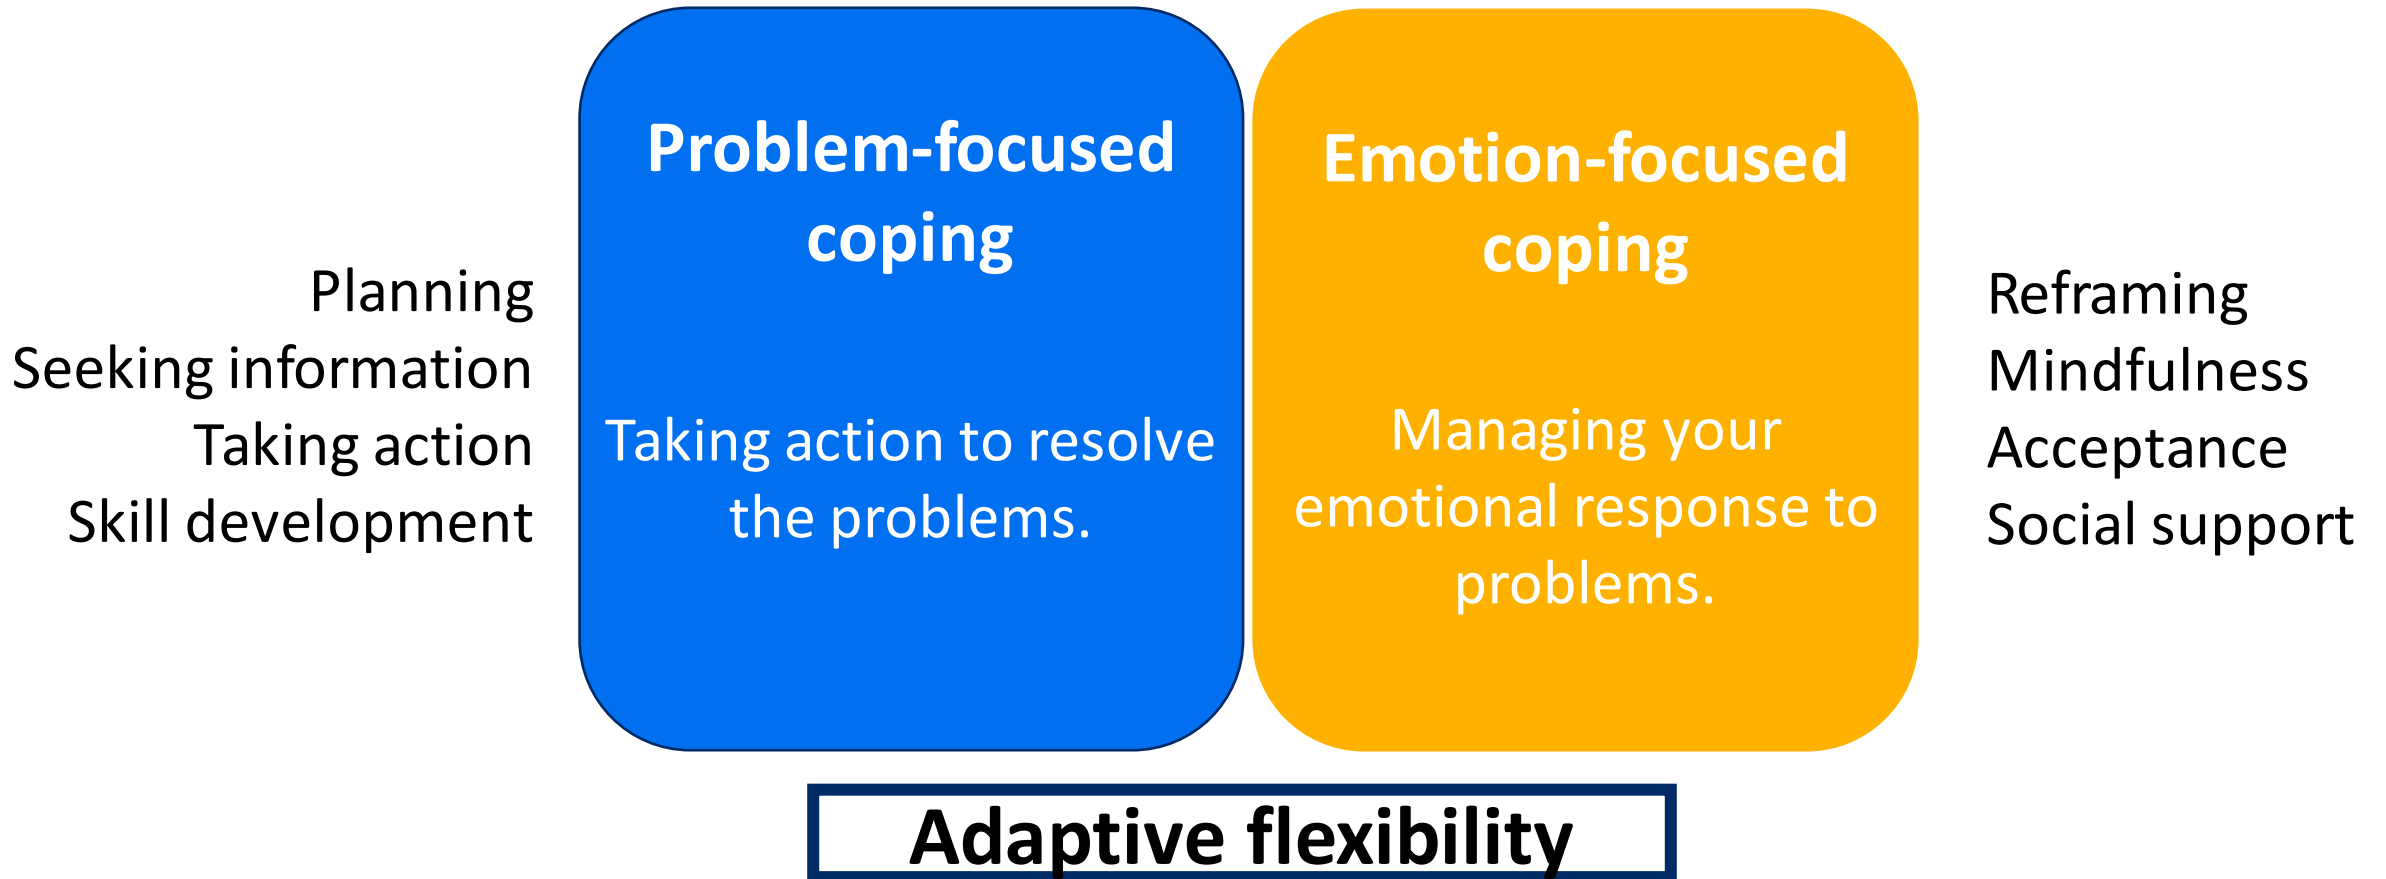 Planning
Seeking information
Taking action
Skill development
Problem-focused
coping
Taking action to resolve
the problems.
Emotion-focused
coping
Managing your
emotional response to
problems.
Reframing
Mindfulness
Acceptance
Social support
Adaptive flexibility